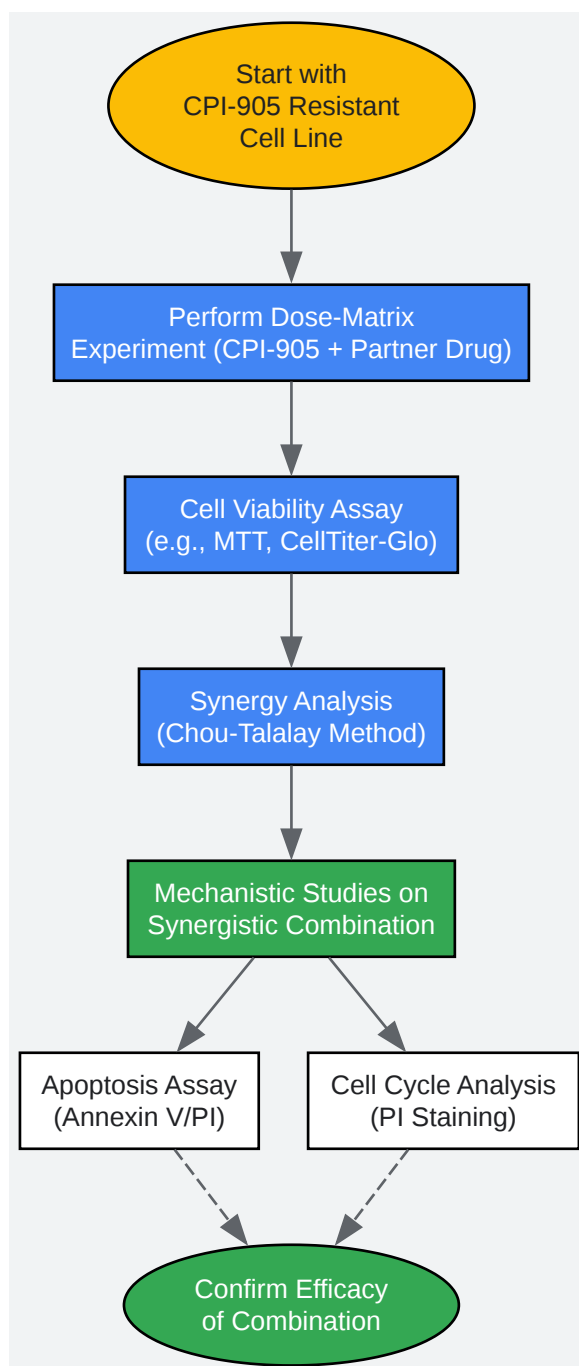 Start with
CPI-905 Resistant
Cell Line
Perform Dose-Matrix
Experiment (CPI-905 + Partner Drug)
Cell Viability Assay
(e.g., MTT, CellTiter-Glo)
Synergy Analysis
(Chou-Talalay Method)
Mechanistic Studies on
Synergistic Combination
Apoptosis Assay
(Annexin V/PI)
Cell Cycle Analysis
(PI Staining)
Confirm Efficacy
of Combination